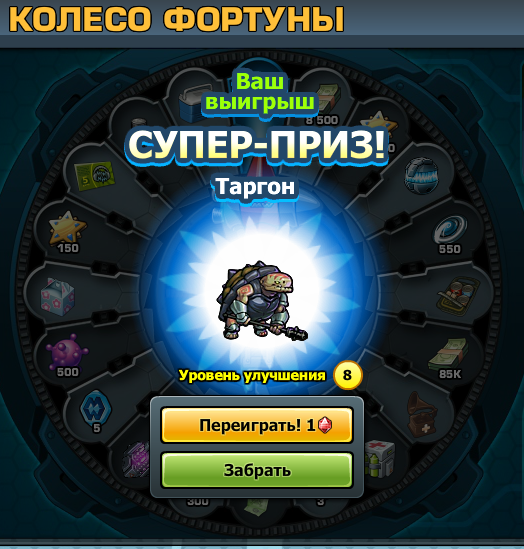 КОЛЕСО ФОРТУНЫ
Ваш
выигрыш
8 500
СУПЕР-ПРИЗ!
Таргон
5
150
550
500
85K
Уровень улучшения 8
5
Переиграть! 1
Забрать
300
3